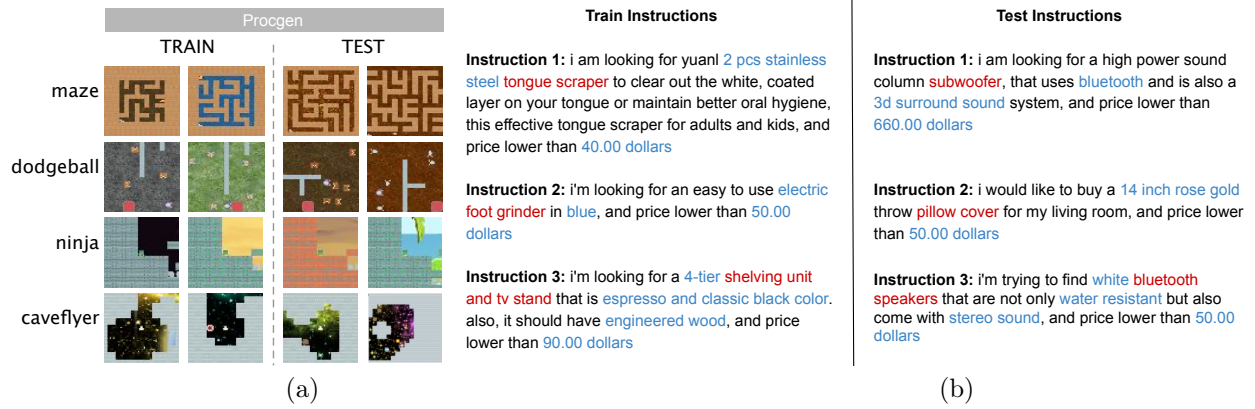 Procgen
TRAIN
TEST
maze
dodgeball
ninja
caveflyer
(a)
Train Instructions
Instruction 1: i am looking for yuanl 2 pcs stainless
steel tongue scraper to clear out the white, coated
layer on your tongue or maintain better oral hygiene,
this effective tongue scraper for adults and kids, and
price lower than 40.00 dollars
Instruction 2: i'm looking for an easy to use electric
foot grinder in blue, and price lower than 50.00
dollars
Instruction 3: i'm looking for a 4-tier shelving unit
and tv stand that is espresso and classic black color.
also, it should have engineered wood, and price
lower than 90.00 dollars
Test Instructions
Instruction 1: i am looking for a high power sound
column subwoofer, that uses bluetooth and is also a
3d surround sound system, and price lower than
660.00 dollars
Instruction 2: i would like to buy a 14 inch rose gold
throw pillow cover for my living room, and price lower
than 50.00 dollars
Instruction 3: i'm trying to find white bluetooth
speakers that are not only water resistant but also
come with stereo sound, and price lower than 50.00
dollars
(b)